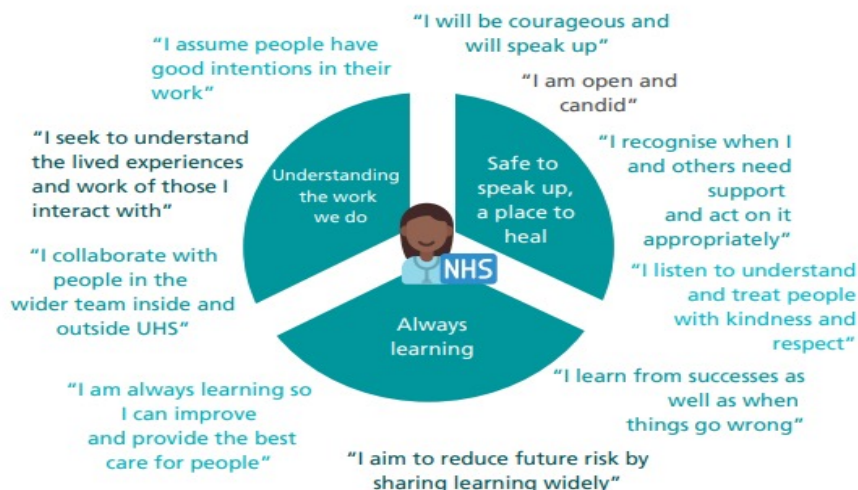 “I will be courageous and
will speak up”
“I assume people have
good intentions in their
work”
“I am open and
candid”
“I seek to understand
the lived experiences
and work of those I
interact with”
Understanding
the work
we do
Safe to
speak up,
a place to
heal
“I recognise when I
and others need
support
and act on it
appropriately”
“I collaborate with
people in the
wider team inside and
outside UHS”
NHS
“I listen to understand
and treat people
with kindness and
respect”
Always
learning
“I am always learning so
I can improve
and provide the best
care for people”
“I learn from successes as
well as when
things go wrong”
“I aim to reduce future risk by
sharing learning widely”